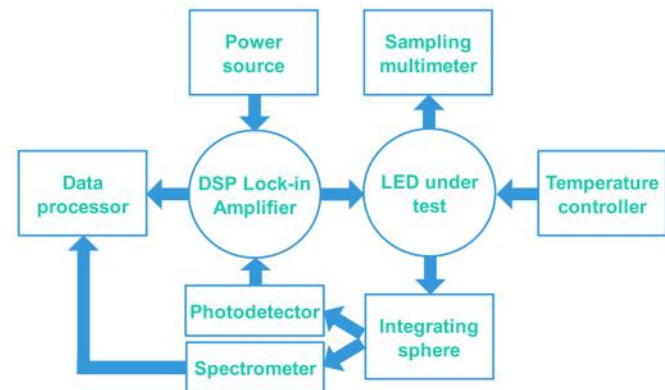 Power
source
Sampling
multimeter
Data
processor
DSP Lock-in
Amplifier
LED under
test
Temperature
controller
Photodetector
Spectrometer
Integrating
sphere